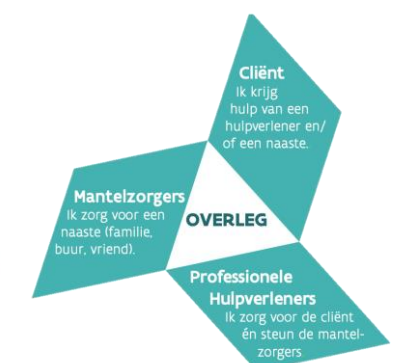 Cliënt
Ik krijg
hulp van een
hulpverlener en/
of een naaste.
Mantelzorgers
Ik zorg voor een
naaste (familie,
buur, vriend).
OVERLEG
Professionele
Hulpverleners
Ik zorg voor de cliënt
én steun de mantel-
zorgers